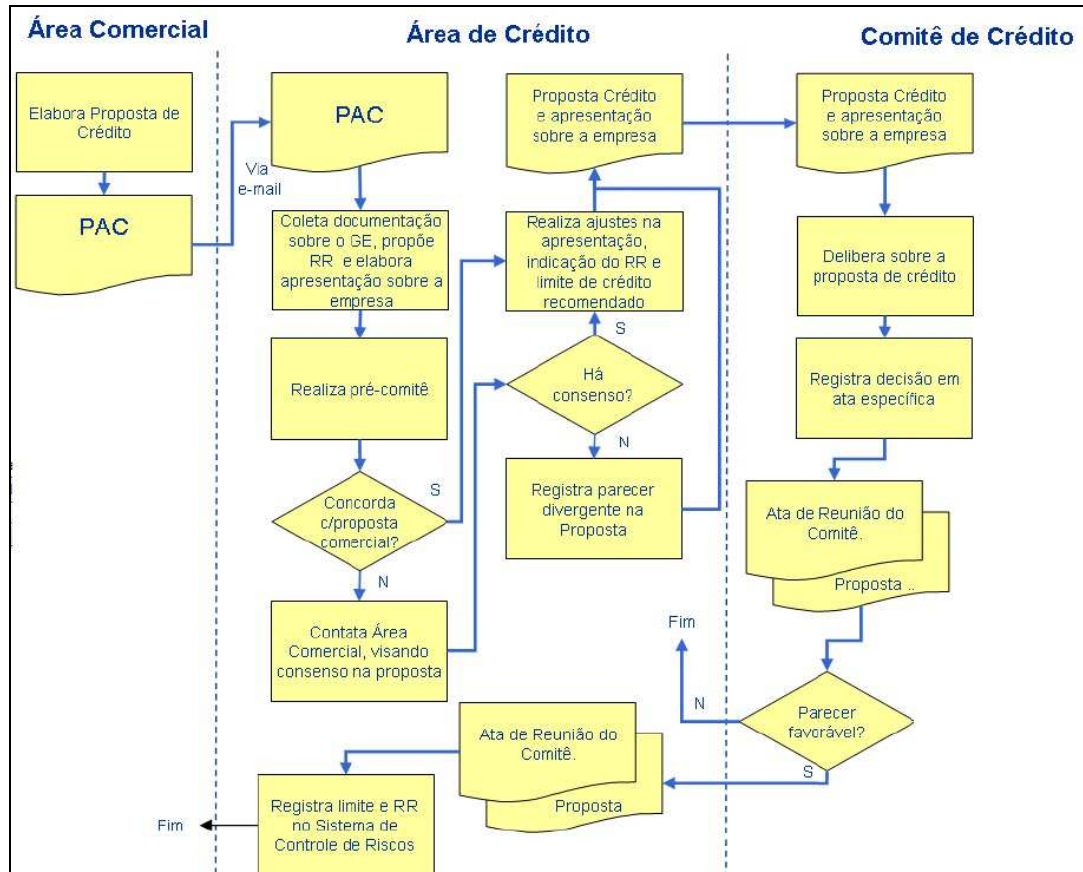 Área Comercial
Área de Crédito
Comitê de Crédito
Elabora Proposta de
Crédito
PAC
Via
e-mail
PAC
Coleta documentação
sobre o GE, propõe
RR e elabora
apresentação sobre a
empresa
Realiza pré-comitê
Concorda
c/proposta
comercial?
S
N
Contata Área
Comercial, visando
consenso na proposta
Proposta Crédito
e apresentação
sobre a empresa
Realiza ajustes na
apresentação,
indicação do RR e
limite de crédito
recomendado
S
Há
consenso?
N
Registra parecer
divergente na
Proposta
Proposta Crédito
e apresentação
sobre a empresa
Delibera sobre a
proposta de crédito
Registra decisão em
ata específica
Ata de Reunião do
Comitê.
Proposta ..
Parecer
favorável?
N
Fim
S
Ata de Reunião do
Comitê.
Proposta
Registra limite e RR
no Sistema de
Controle de Riscos
Fim